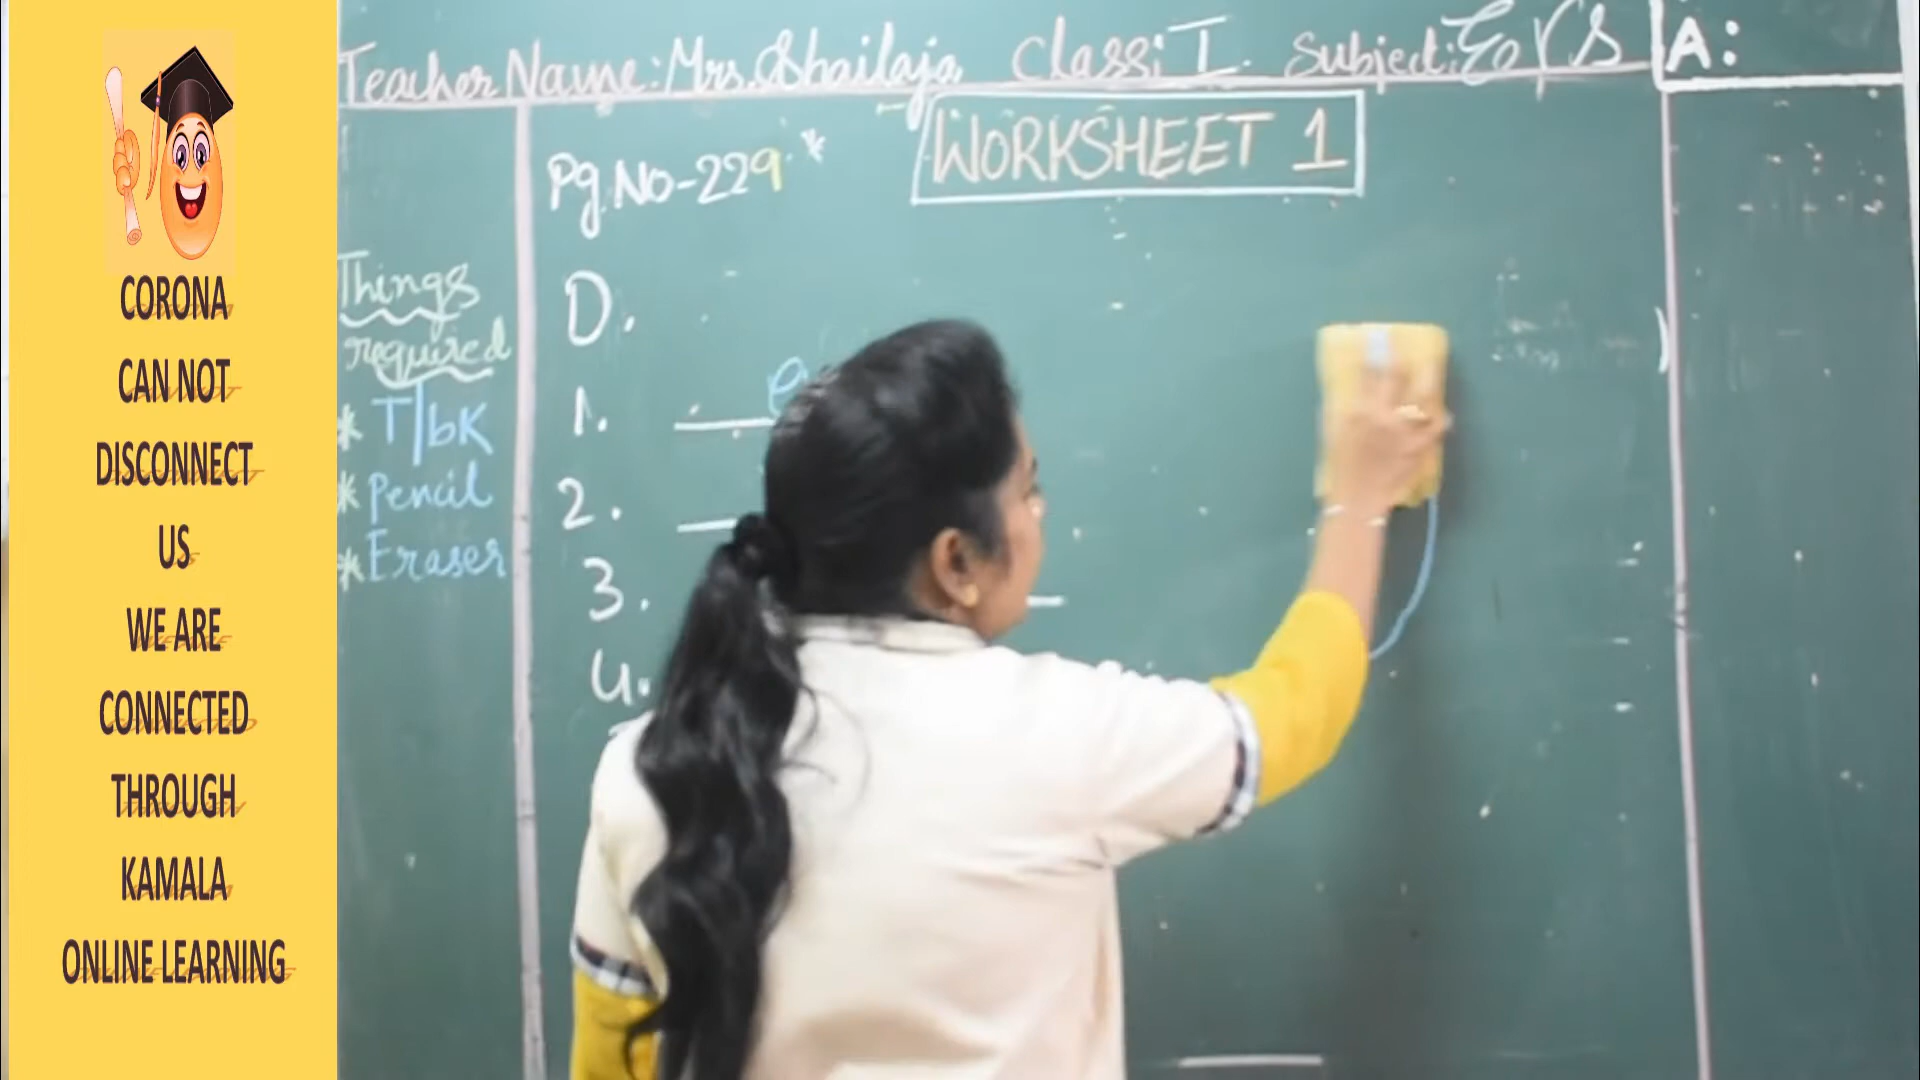 CORONA
CAN NOT
DISCONNECT
US
WE ARE
CONNECTED
THROUGH
KAMALA
ONLINE LEARNING
Teacher Name: Mrs. Shailaja Class: I. Subject: EVS A:
WORKSHEET 1
Pg.No-229.*
Things
required
* T/bK
* Pencil
* Eraser
D.
1.
2.
3.
4.